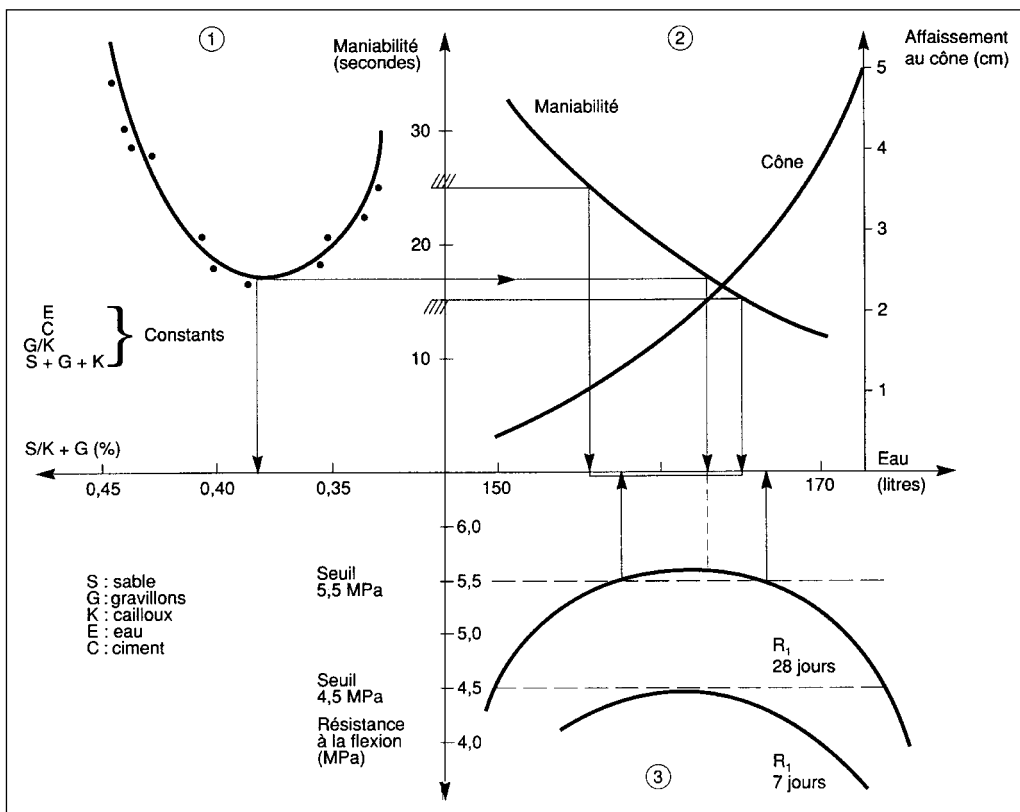 1
Maniabilité
(secondes)
2
Affaissement
au cône (cm)
Maniabilité
Cône
30
20
10
5
4
3
2
1
E
C
G/K
S + G + K
Constants
S/K + G (%)
0,45
0,40
0,35
150
170
Eau
(litres)
S : sable
G : gravillons
K : cailloux
E : eau
C : ciment
Seuil
5,5 MPa
Seuil
4,5 MPa
Résistance
à la flexion
(MPa)
6,0
5,5
5,0
4,5
4,0
R1
28 jours
R1
7 jours
3